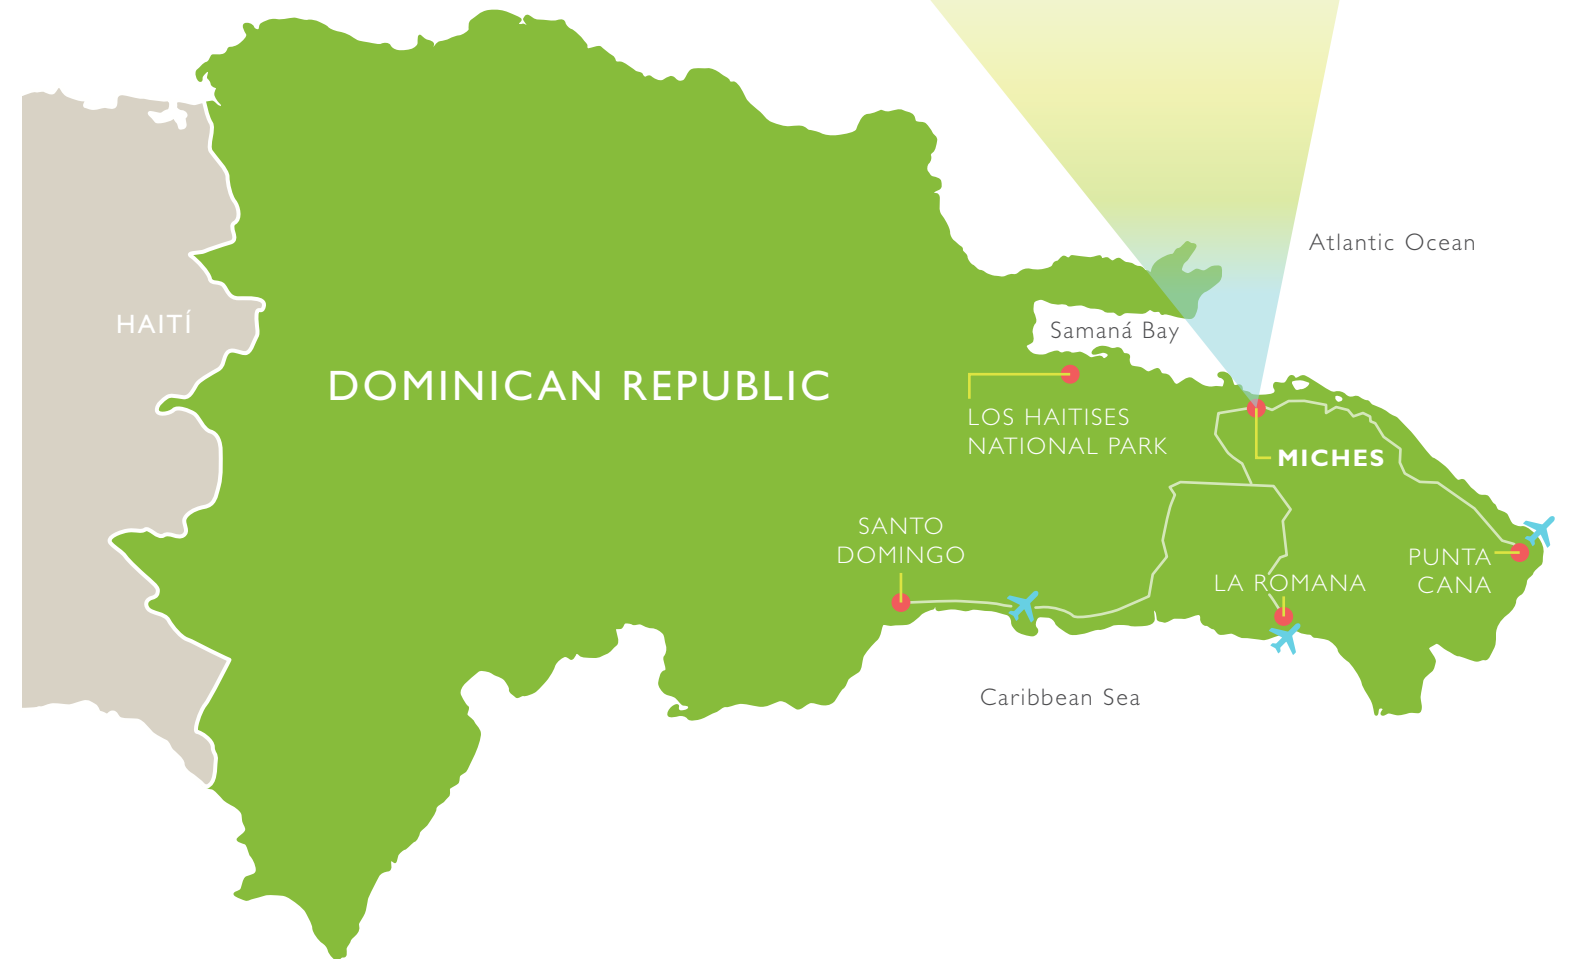 Atlantic Ocean
HAITÍ
Samaná Bay
DOMINICAN REPUBLIC
LOS HAITISES
NATIONAL PARK
MICHES
SANTO
DOMINGO
PUNTA
CANA
LA ROMANA
Caribbean Sea